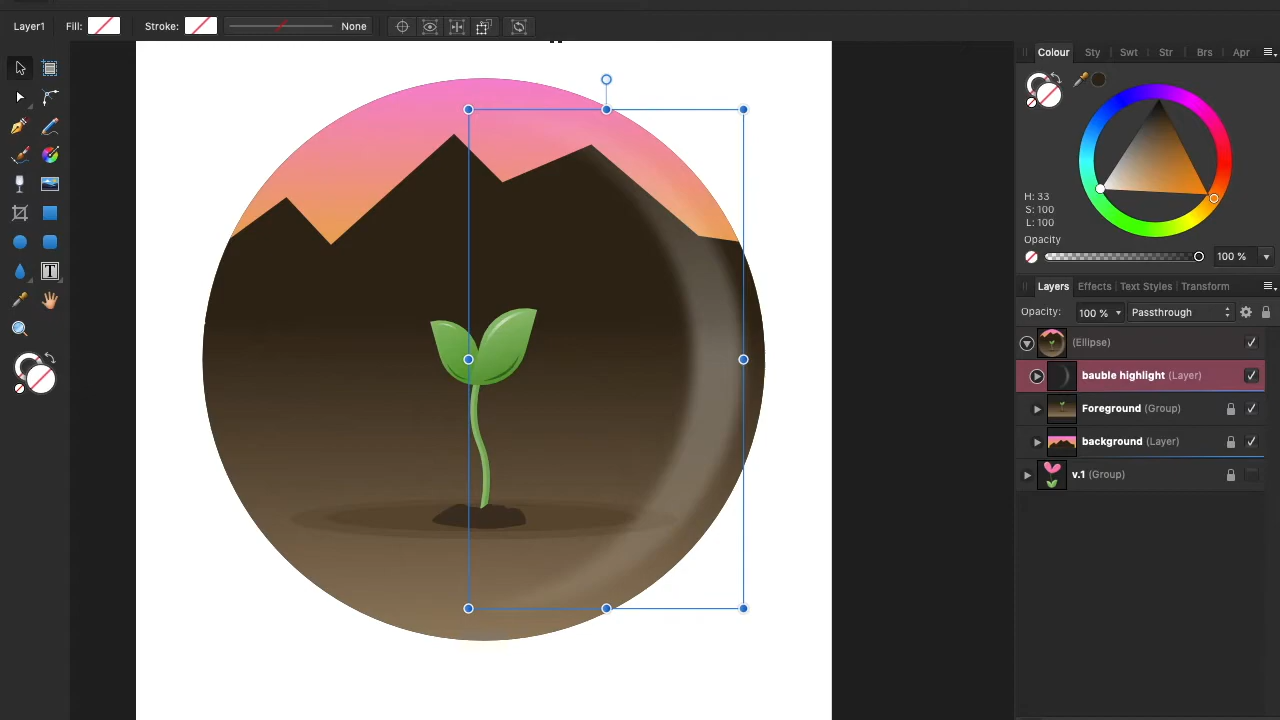 Layer1 Fill: Stroke: None
Colour Sty Swt Str Brs Apr
H: 33
S: 100
L: 100
Opacity
100 %
Layers Effects Text Styles Transform
Opacity: 100 % Passthrough
(Ellipse)
bauble highlight (Layer)
Foreground (Group)
background (Layer)
v.1 (Group)
T